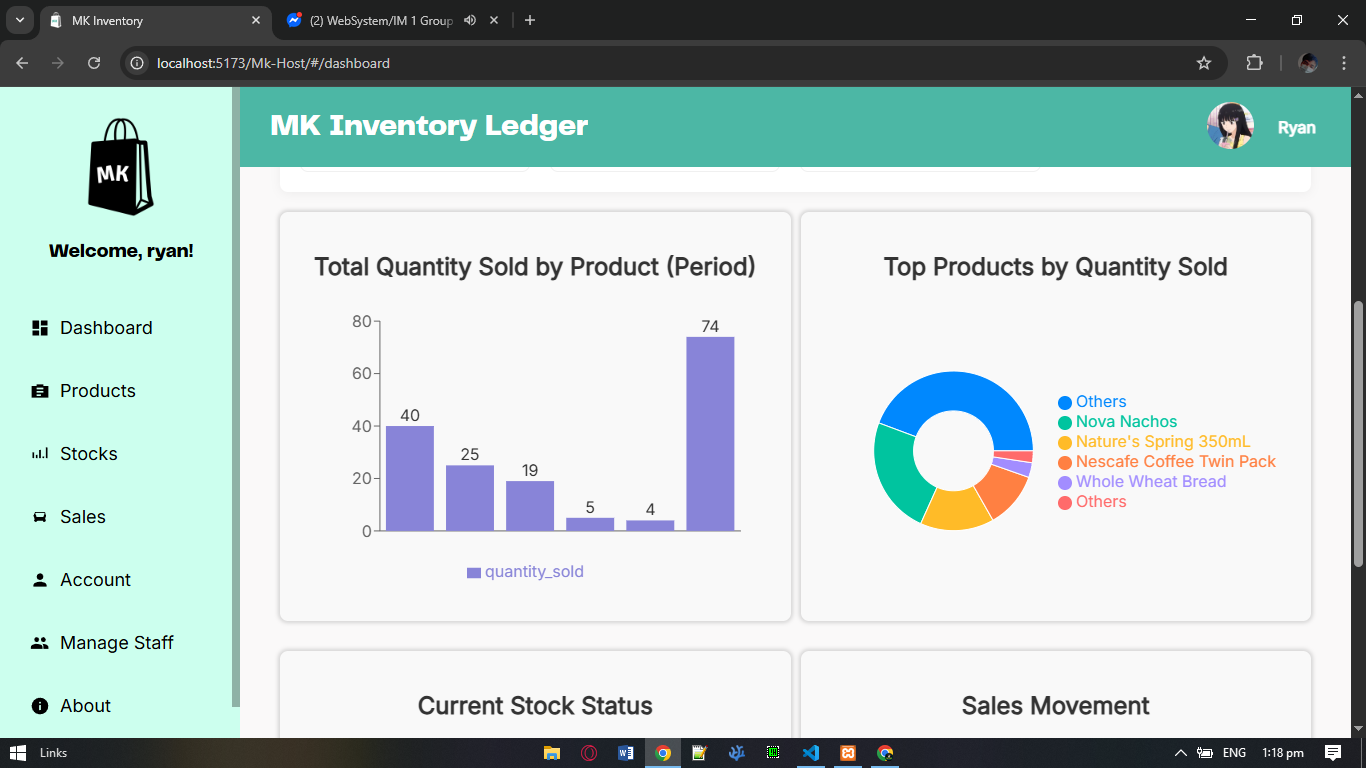 MK Inventory
(2) WebSystem/IM 1 Group
localhost:5173/Mk-Host/#/dashboard
MK
Welcome, ryan!
Dashboard
Products
Stocks
Sales
Account
Manage Staff
About
MK Inventory Ledger
Ryan
Total Quantity Sold by Product (Period)
80
60
40
20
0
40
25
19
5
4
74
quantity_sold
Top Products by Quantity Sold
Others
Nova Nachos
Nature's Spring 350mL
Nescafe Coffee Twin Pack
Whole Wheat Bread
Others
Current Stock Status
Sales Movement
Links
ENG
1:18 pm